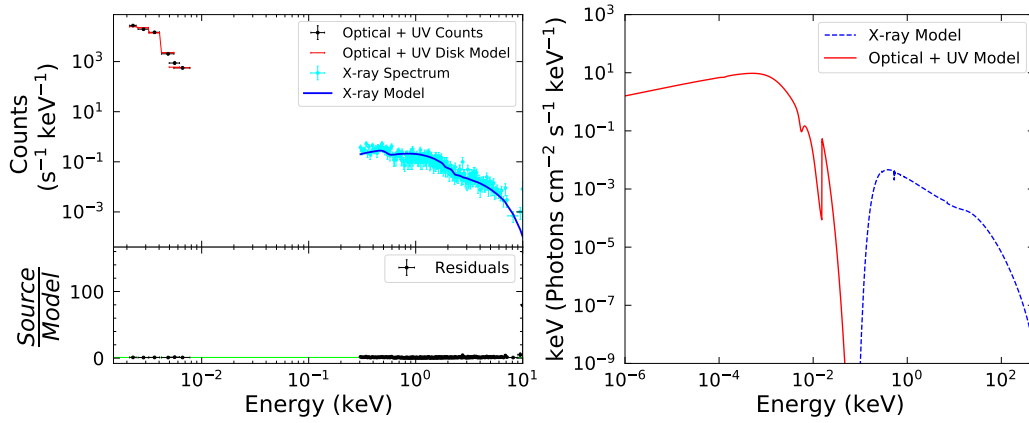 Counts
(s⁻¹ keV⁻¹)
10³
10¹
10⁻¹
10⁻³
Optical + UV Counts
Optical + UV Disk Model
X-ray Spectrum
X-ray Model
Source
Model
100
0
Residuals
10⁻²
10⁻¹
10⁰
10¹
Energy (keV)
keV (Photons cm⁻² s⁻¹ keV⁻¹)
10³
10¹
10⁻¹
10⁻³
10⁻⁵
10⁻⁷
10⁻⁹
X-ray Model
Optical + UV Model
10⁻⁶
10⁻⁴
10⁻²
10⁰
10²
Energy (keV)